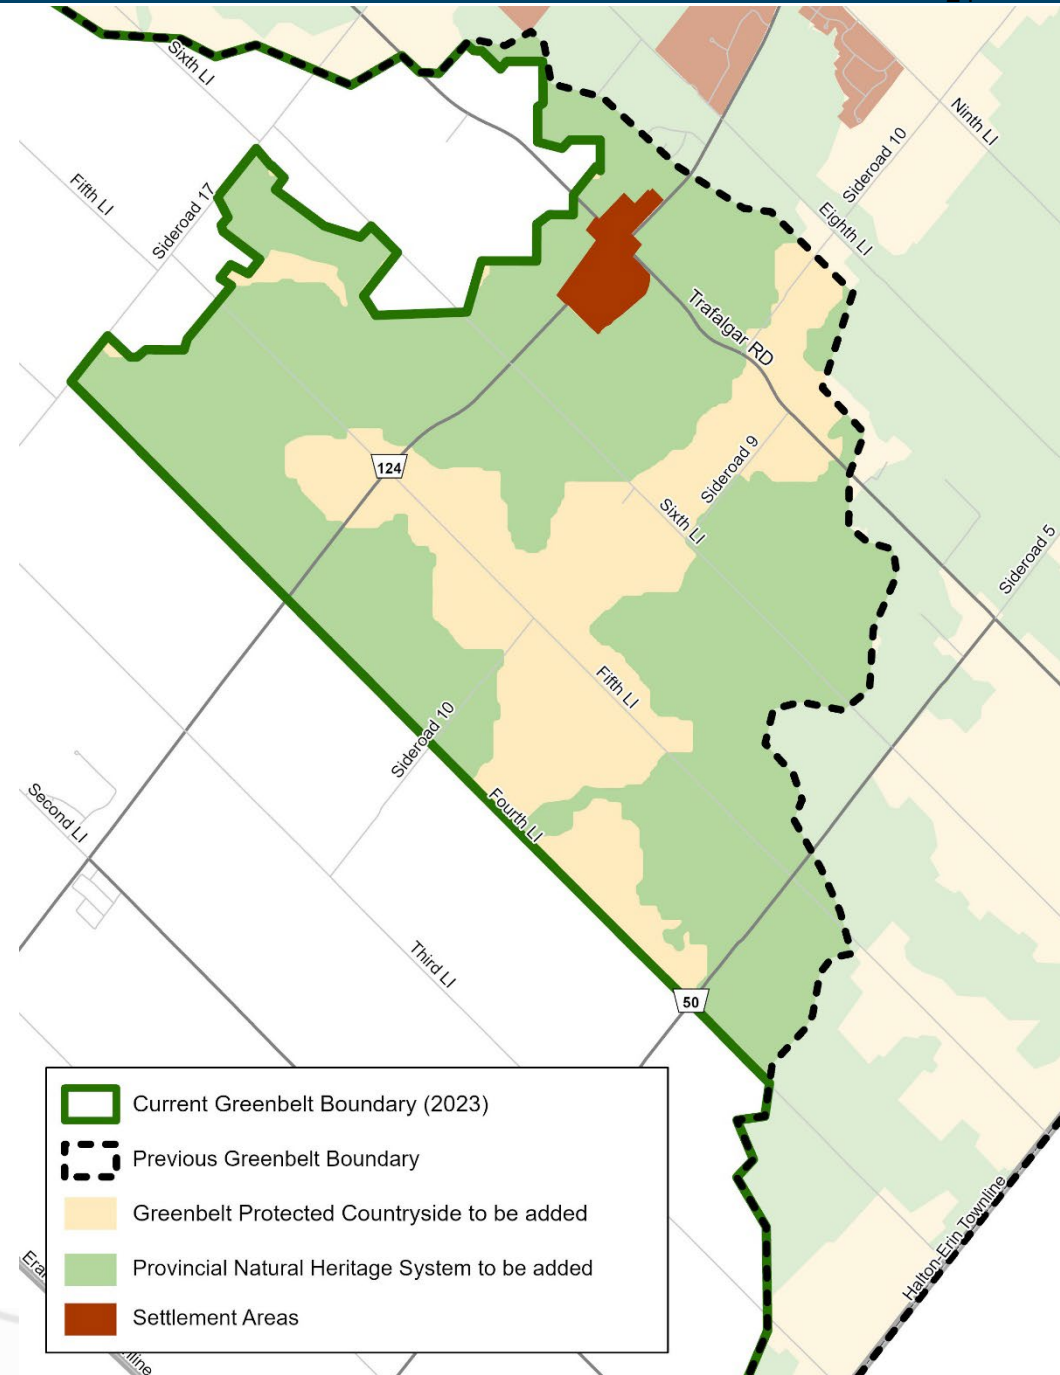 Sixth LI
Fifth LI
Sideroad 17
Ninth LI
Sideroad 10
Eighth LI
Trafalgar RD
Sideroad 9
124
Sixth LI
Sideroad 5
Fifth LI
Sideroad 10
Fourth LI
Second LI
Third LI
50
Halton-Erin Townline
Current Greenbelt Boundary (2023)
Previous Greenbelt Boundary
Greenbelt Protected Countryside to be added
Provincial Natural Heritage System to be added
Settlement Areas